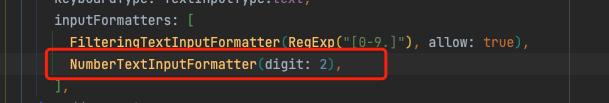 inputFormatters: [
FilteringTextInputFormatter(RegExp("[0-9.]"), allow: true),
NumberTextInputFormatter(digit: 2),
],